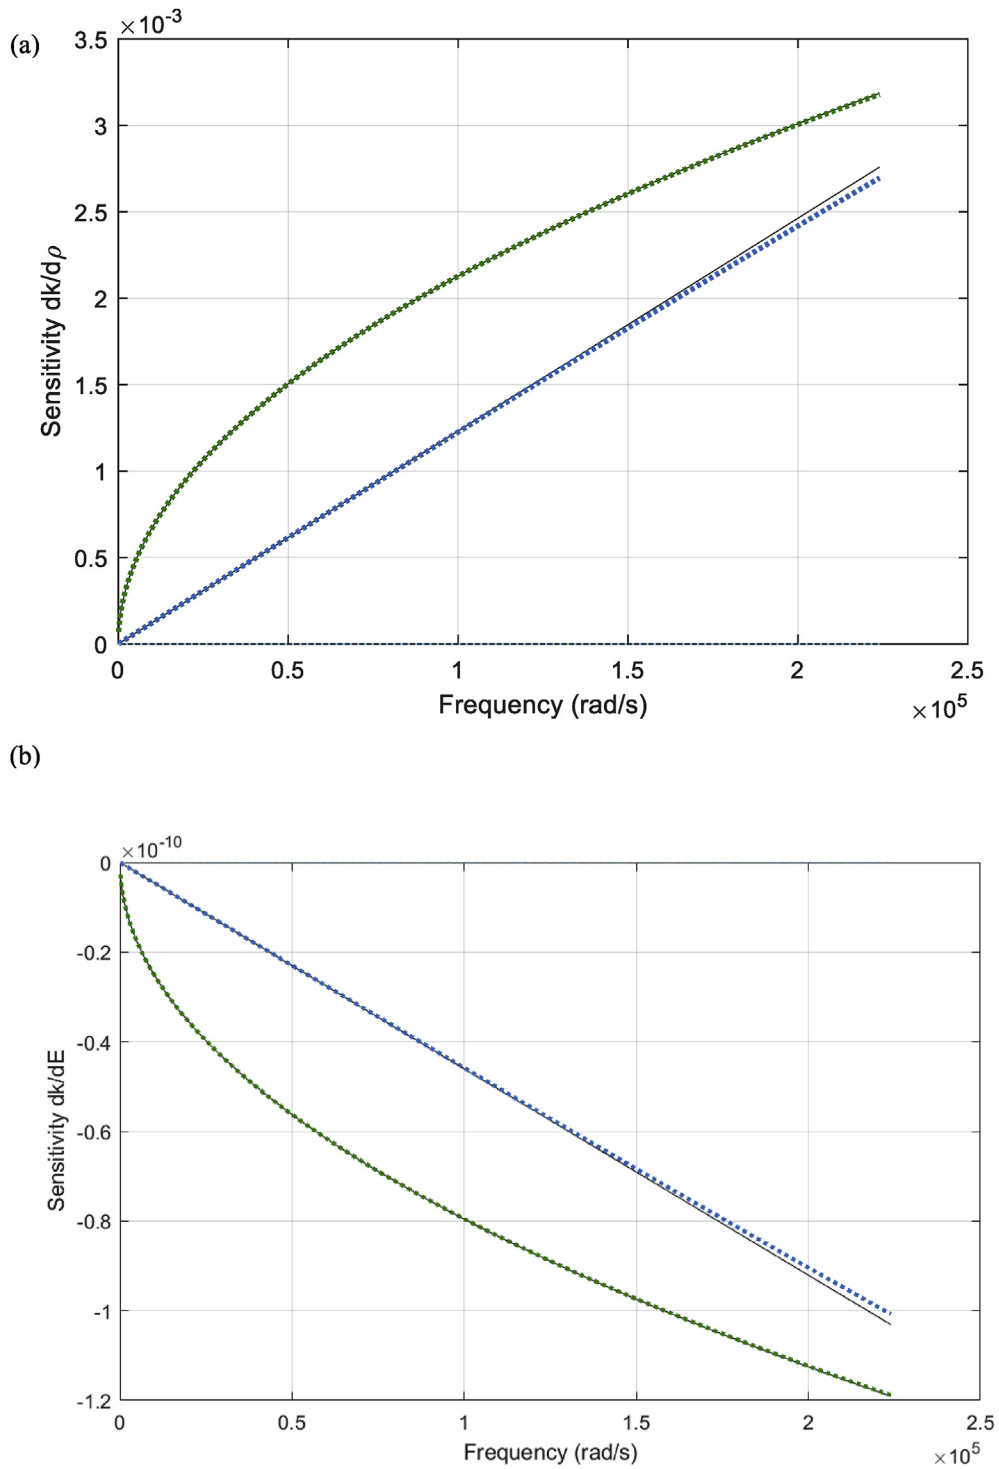 (a)
×10-3
3.5
3
2.5
2
1.5
1
0.5
0
Sensitivity dk/dρ
0 0.5 1 1.5 2 2.5
Frequency (rad/s)
×10⁵
(b)
×10-10
0
-0.2
-0.4
-0.6
-0.8
-1
-1.2
Sensitivity dk/dE
0 0.5 1 1.5 2 2.5
Frequency (rad/s)
×10⁵